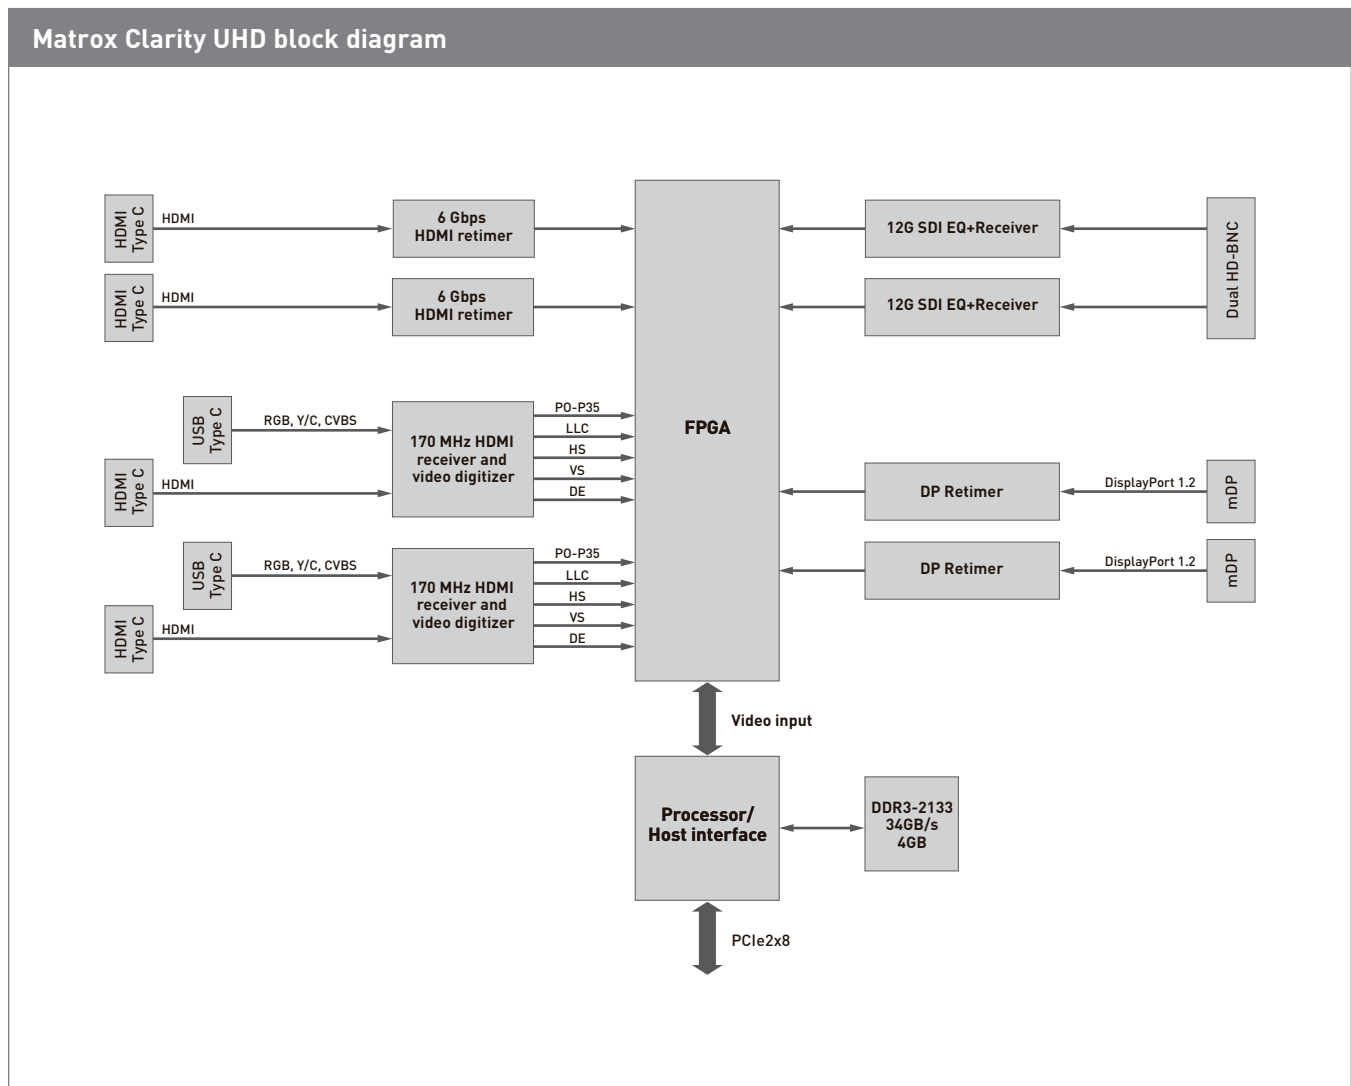 Matrox Clarity UHD block diagram
HDMI
Type C
HDMI
6 Gbps
HDMI retimer
12G SDI EQ+Receiver
Dual HD-BNC
HDMI
Type C
HDMI
6 Gbps
HDMI retimer
12G SDI EQ+Receiver
FPGA
USB
Type C
RGB, Y/C, CVBS
HDMI
Type C
HDMI
170 MHz HDMI
receiver and
video digitizer
PO-P35
LLC
HS
VS
DE
DP Retimer
DisplayPort 1.2
mDP
USB
Type C
RGB, Y/C, CVBS
HDMI
Type C
HDMI
170 MHz HDMI
receiver and
video digitizer
PO-P35
LLC
HS
VS
DE
DP Retimer
DisplayPort 1.2
mDP
Video input
Processor/
Host interface
DDR3-2133
34GB/s
4GB
PCIe2x8